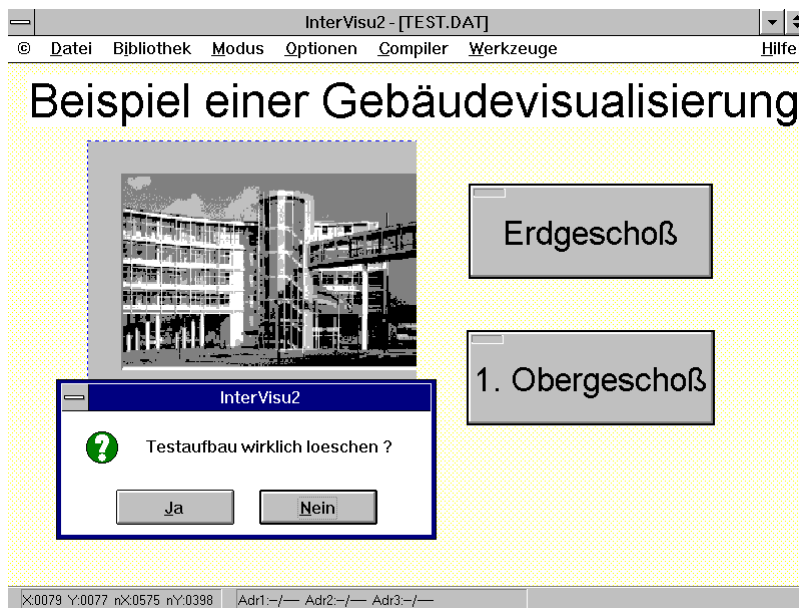 InterVisu2 - [TEST.DAT]
© Datei Bibliothek Modus Optionen Compiler Werkzeuge Hilfe
Beispiel einer Gebäudevisualisierung
Erdgeschoß
1. Obergeschoß
InterVisu2
Testaufbau wirklich loeschen ?
Ja Nein
X:0079 Y:0077 nX:0575 nY:0398 Adr1:–/–– Adr2:–/–– Adr3:–/––